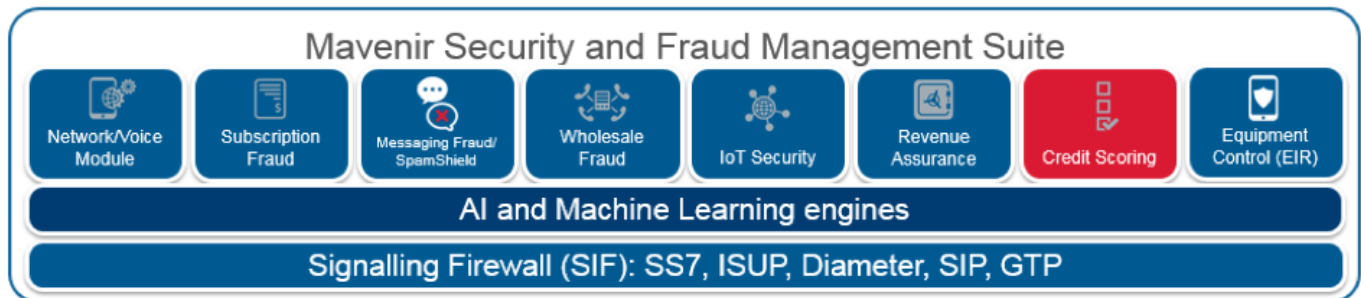 Mavenir Security and Fraud Management Suite
Network/Voice
Module
Subscription
Fraud
Messaging Fraud/
SpamShield
Wholesale
Fraud
IoT Security
Revenue
Assurance
Credit Scoring
Equipment
Control (EIR)
AI and Machine Learning engines
Signalling Firewall (SIF): SS7, ISUP, Diameter, SIP, GTP